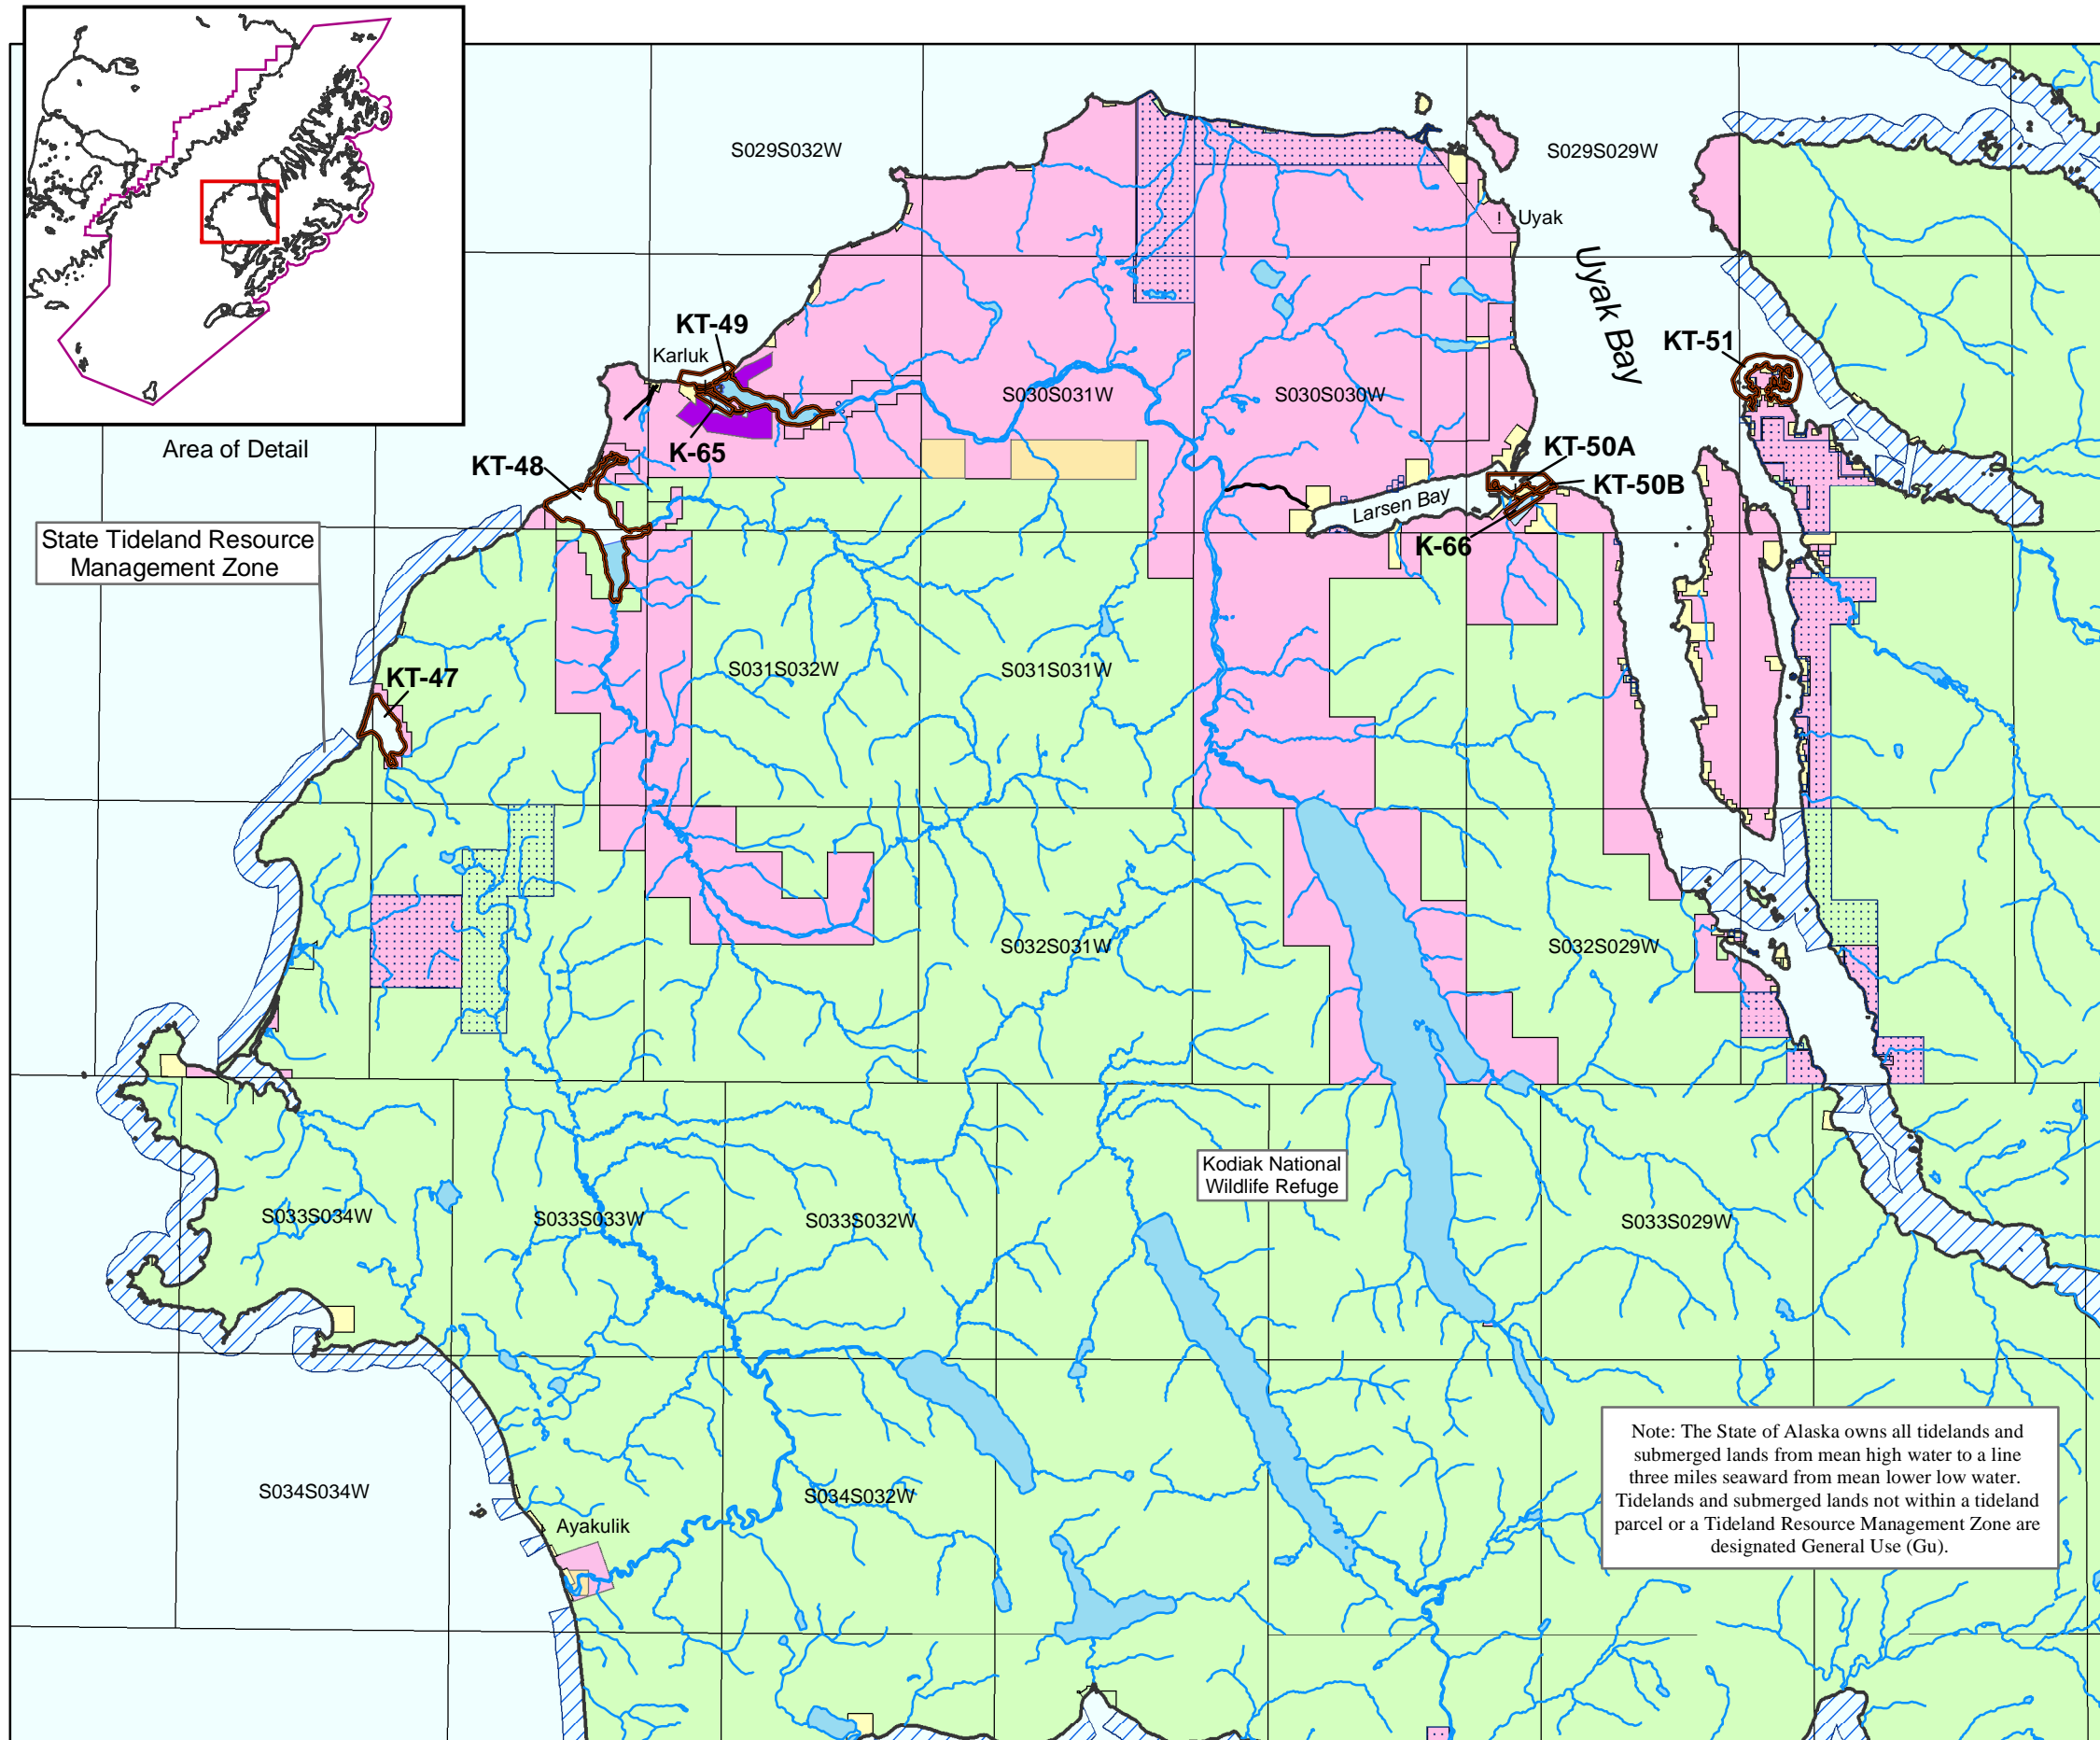 Area of Detail
S029S032W
S029S029W
! Uyak
Uyak Bay
KT-49
Karluk
KT-51
S030S031W
S030S030W
K-65
KT-48
KT-50A
KT-50B
Larsen Bay
K-66
State Tideland Resource
Management Zone
KT-47
S031S032W
S031S031W
S032S031W
S032S029W
Kodiak National
Wildlife Refuge
S033S034W
S033S033W
S033S032W
S033S029W
Note: The State of Alaska owns all tidelands and
submerged lands from mean high water to a line
three miles seaward from mean lower low water.
Tidelands and submerged lands not within a tideland
parcel or a Tideland Resource Management Zone are
designated General Use (Gu).
S034S034W
S034S032W
Ayakulik